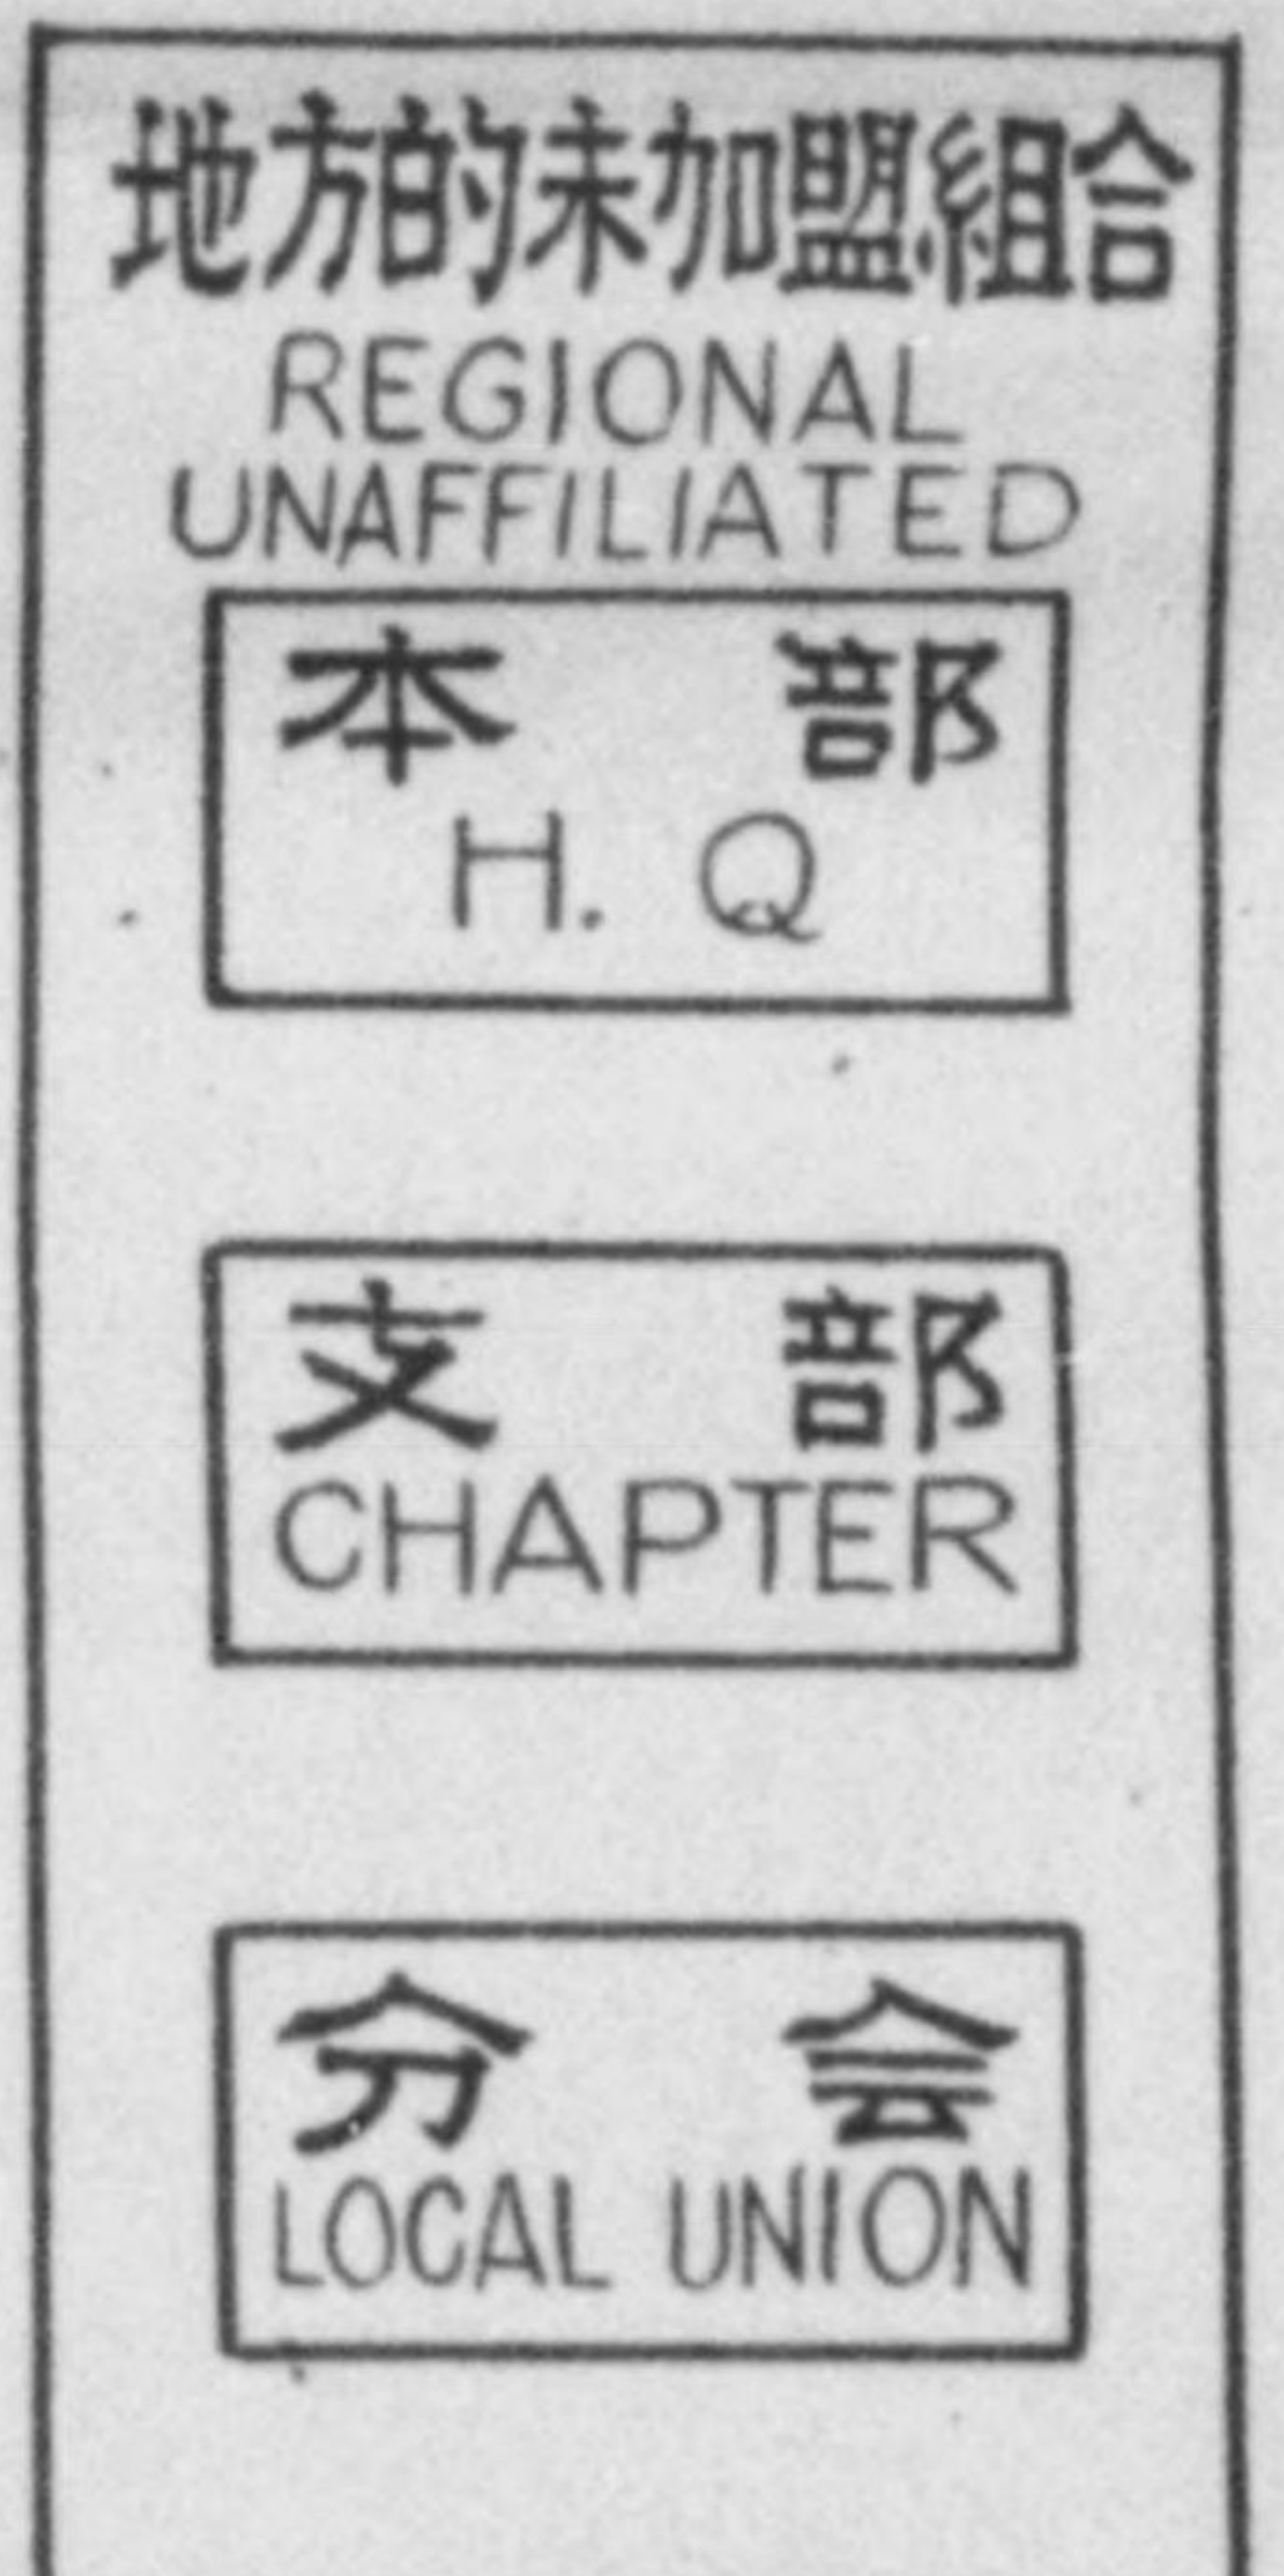 地方的未加盟組合
REGIONAL
UNAFFILIATED
本部
H. Q
支部
CHAPTER
分会
LOCAL UNION